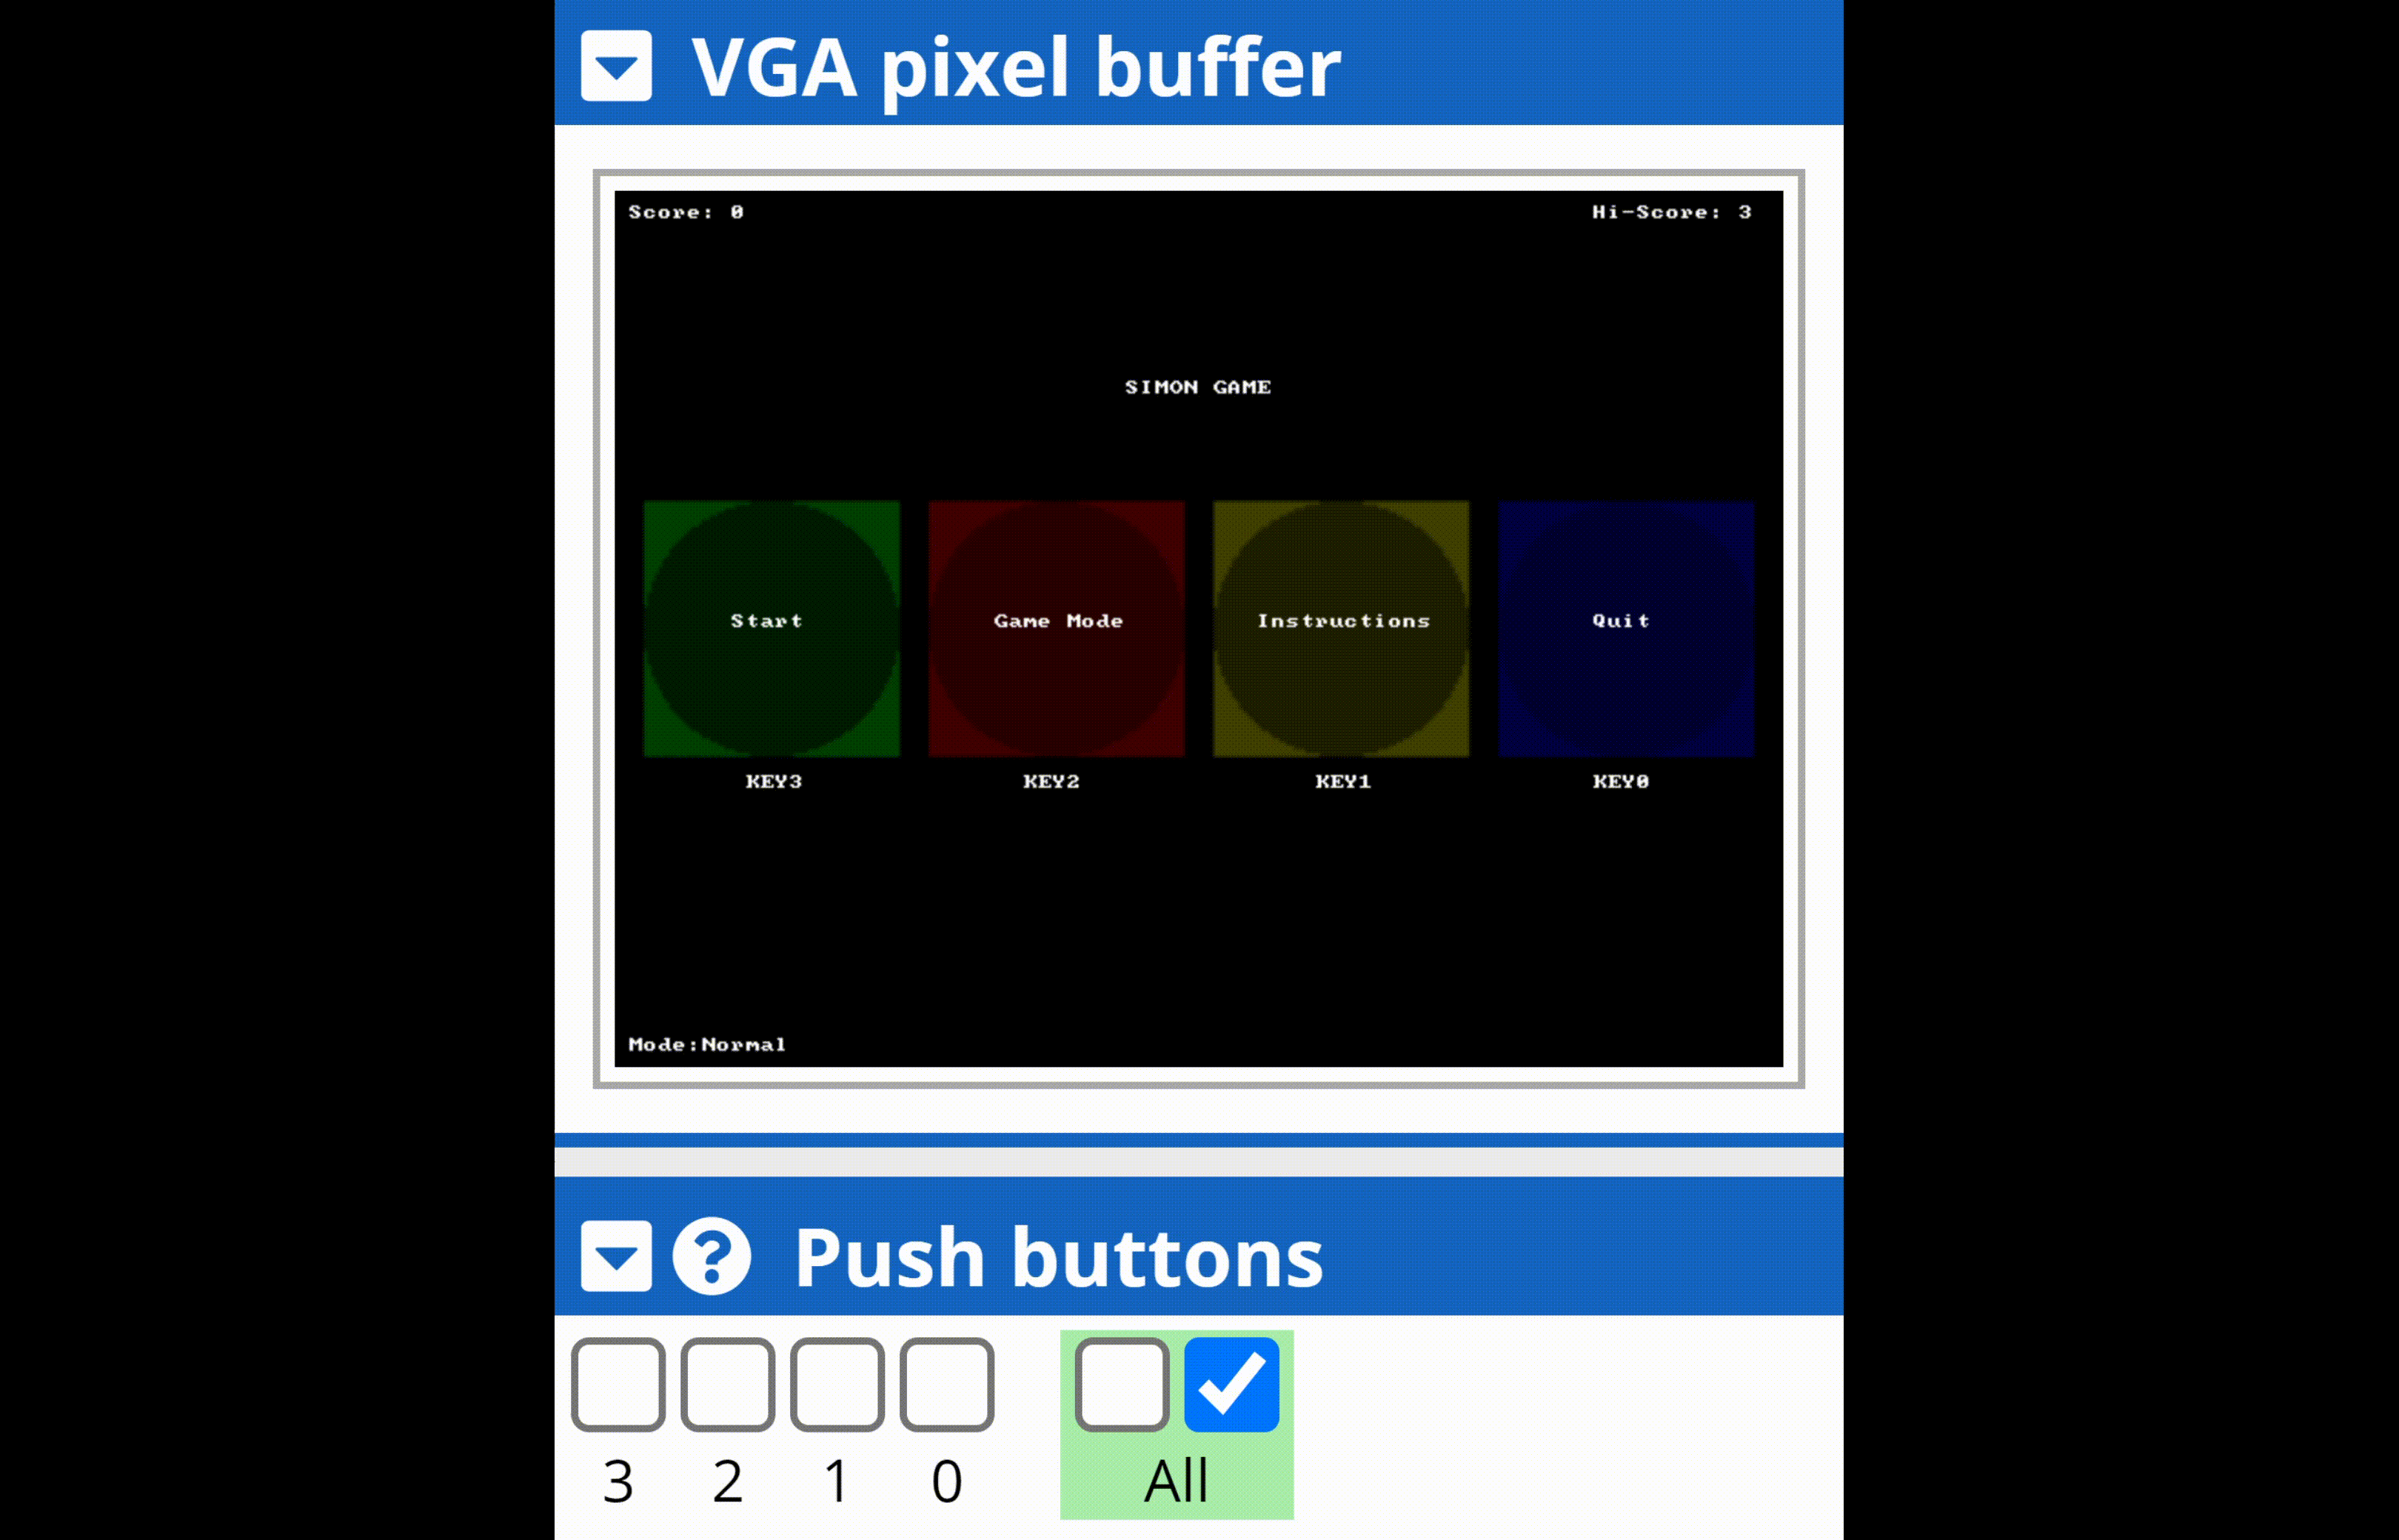 VGA pixel buffer
Score: 0 Hi-Score: 3
SIMON GAME
Start Game Mode Instructions Quit
KEY3 KEY2 KEY1 KEY0
Mode:Normal
Push buttons
3 2 1 0 All